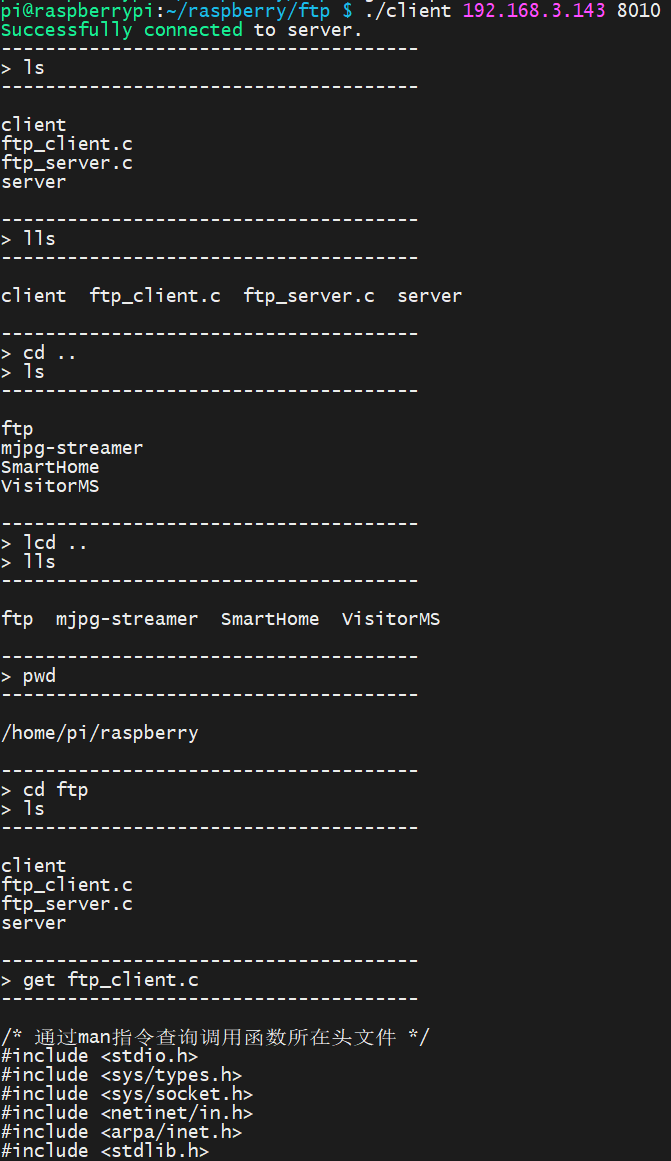 pi@raspberrypi:~/raspberry/ftp $ ./client 192.168.3.143 8010
Successfully connected to server.
--------------------------------------
> ls
--------------------------------------
client
ftp_client.c
ftp_server.c
server
--------------------------------------
> lls
--------------------------------------
client  ftp_client.c  ftp_server.c  server
--------------------------------------
> cd ..
> ls
--------------------------------------
ftp
mjpg-streamer
SmartHome
VisitorMS
--------------------------------------
> lcd ..
> lls
--------------------------------------
ftp  mjpg-streamer  SmartHome  VisitorMS
--------------------------------------
> pwd
--------------------------------------
/home/pi/raspberry
--------------------------------------
> cd ftp
> ls
--------------------------------------
client
ftp_client.c
ftp_server.c
server
--------------------------------------
> get ftp_client.c
--------------------------------------
/* 通过man指令查询调用函数所在头文件 */
#include <stdio.h>
#include <sys/types.h>
#include <sys/socket.h>
#include <netinet/in.h>
#include <arpa/inet.h>
#include <stdlib.h>